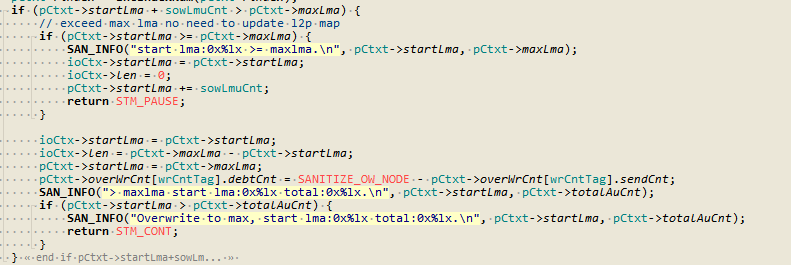 if (pCtxt->startLma + sowLmuCnt > pCtxt->maxLma) {
// exceed max lma no need to update l2p map
if (pCtxt->startLma >= pCtxt->maxLma) {
SAN_INFO("start lma:0x%lx >= maxlma.\n", pCtxt->startLma, pCtxt->maxLma);
ioCtx->startLma = pCtxt->startLma;
ioCtx->len = 0;
pCtxt->startLma += sowLmuCnt;
return STM_PAUSE;
}
ioCtx->startLma = pCtxt->startLma;
ioCtx->len = pCtxt->maxLma - pCtxt->startLma;
pCtxt->startLma = pCtxt->maxLma;
pCtxt->overWrCnt[wrCntTag].debtCnt = SANITIZE_OW_NODE - pCtxt->overWrCnt[wrCntTag].sendCnt;
SAN_INFO("> maxlma start lma:0x%lx total:0x%lx.\n", pCtxt->startLma, pCtxt->totalAuCnt);
if (pCtxt->startLma > pCtxt->totalAuCnt) {
SAN_INFO("Overwrite to max, start lma:0x%lx total:0x%lx.\n", pCtxt->startLma, pCtxt->totalAuCnt);
return STM_CONT;
}
} « end if pCtxt->startLma+sowLm... »